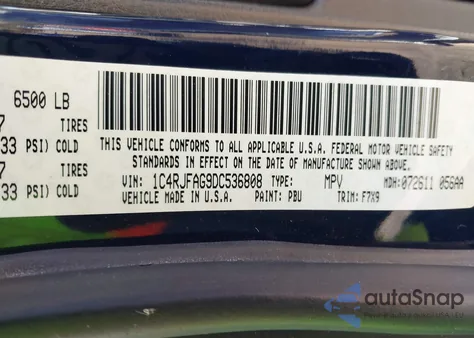 6500 LB
7 TIRES
33 PSI) COLD
7 TIRES
33 PSI) COLD
THIS VEHICLE CONFORMS TO ALL APPLICABLE U.S.A. FEDERAL MOTOR VEHICLE SAFETY
STANDARDS IN EFFECT ON THE DATE OF MANUFACTURE SHOWN ABOVE.
VIN: 1C4RJFAG9DC536808 TYPE: MPV MDH: 072611 056AA
VEHICLE MADE IN U.S.A. PAINT: PBU TRIM: F7X9
autoSnap